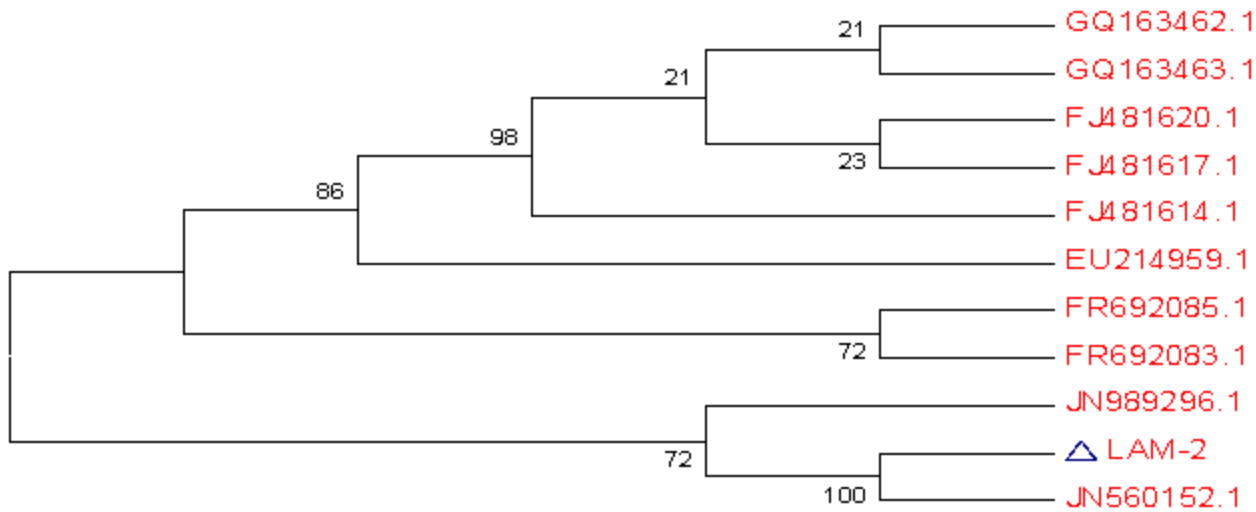 GQ163462.1
21
GQ163463.1
21
FJ481620.1
98
23
FJ481617.1
86
FJ481614.1
EU214959.1
FR692085.1
72
FR692083.1
JN989296.1
72
LAM-2
100
JN560152.1